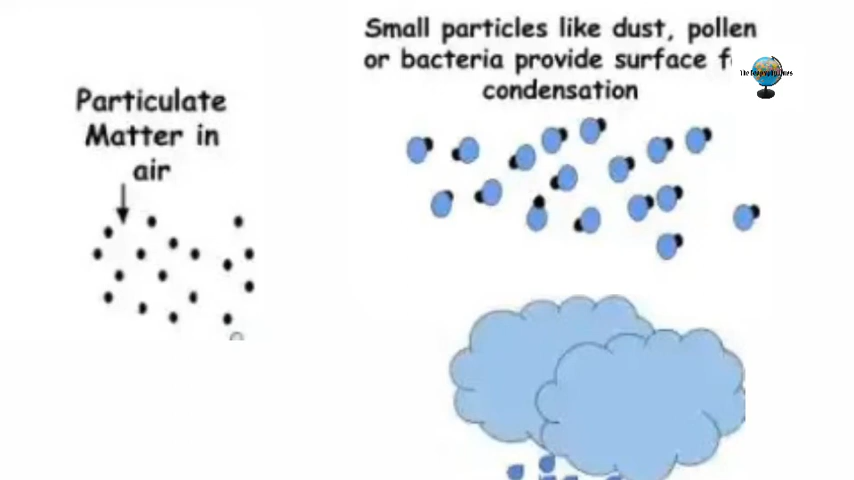 Small particles like dust, pollen
or bacteria provide surface f
condensation
Particulate
Matter in
air